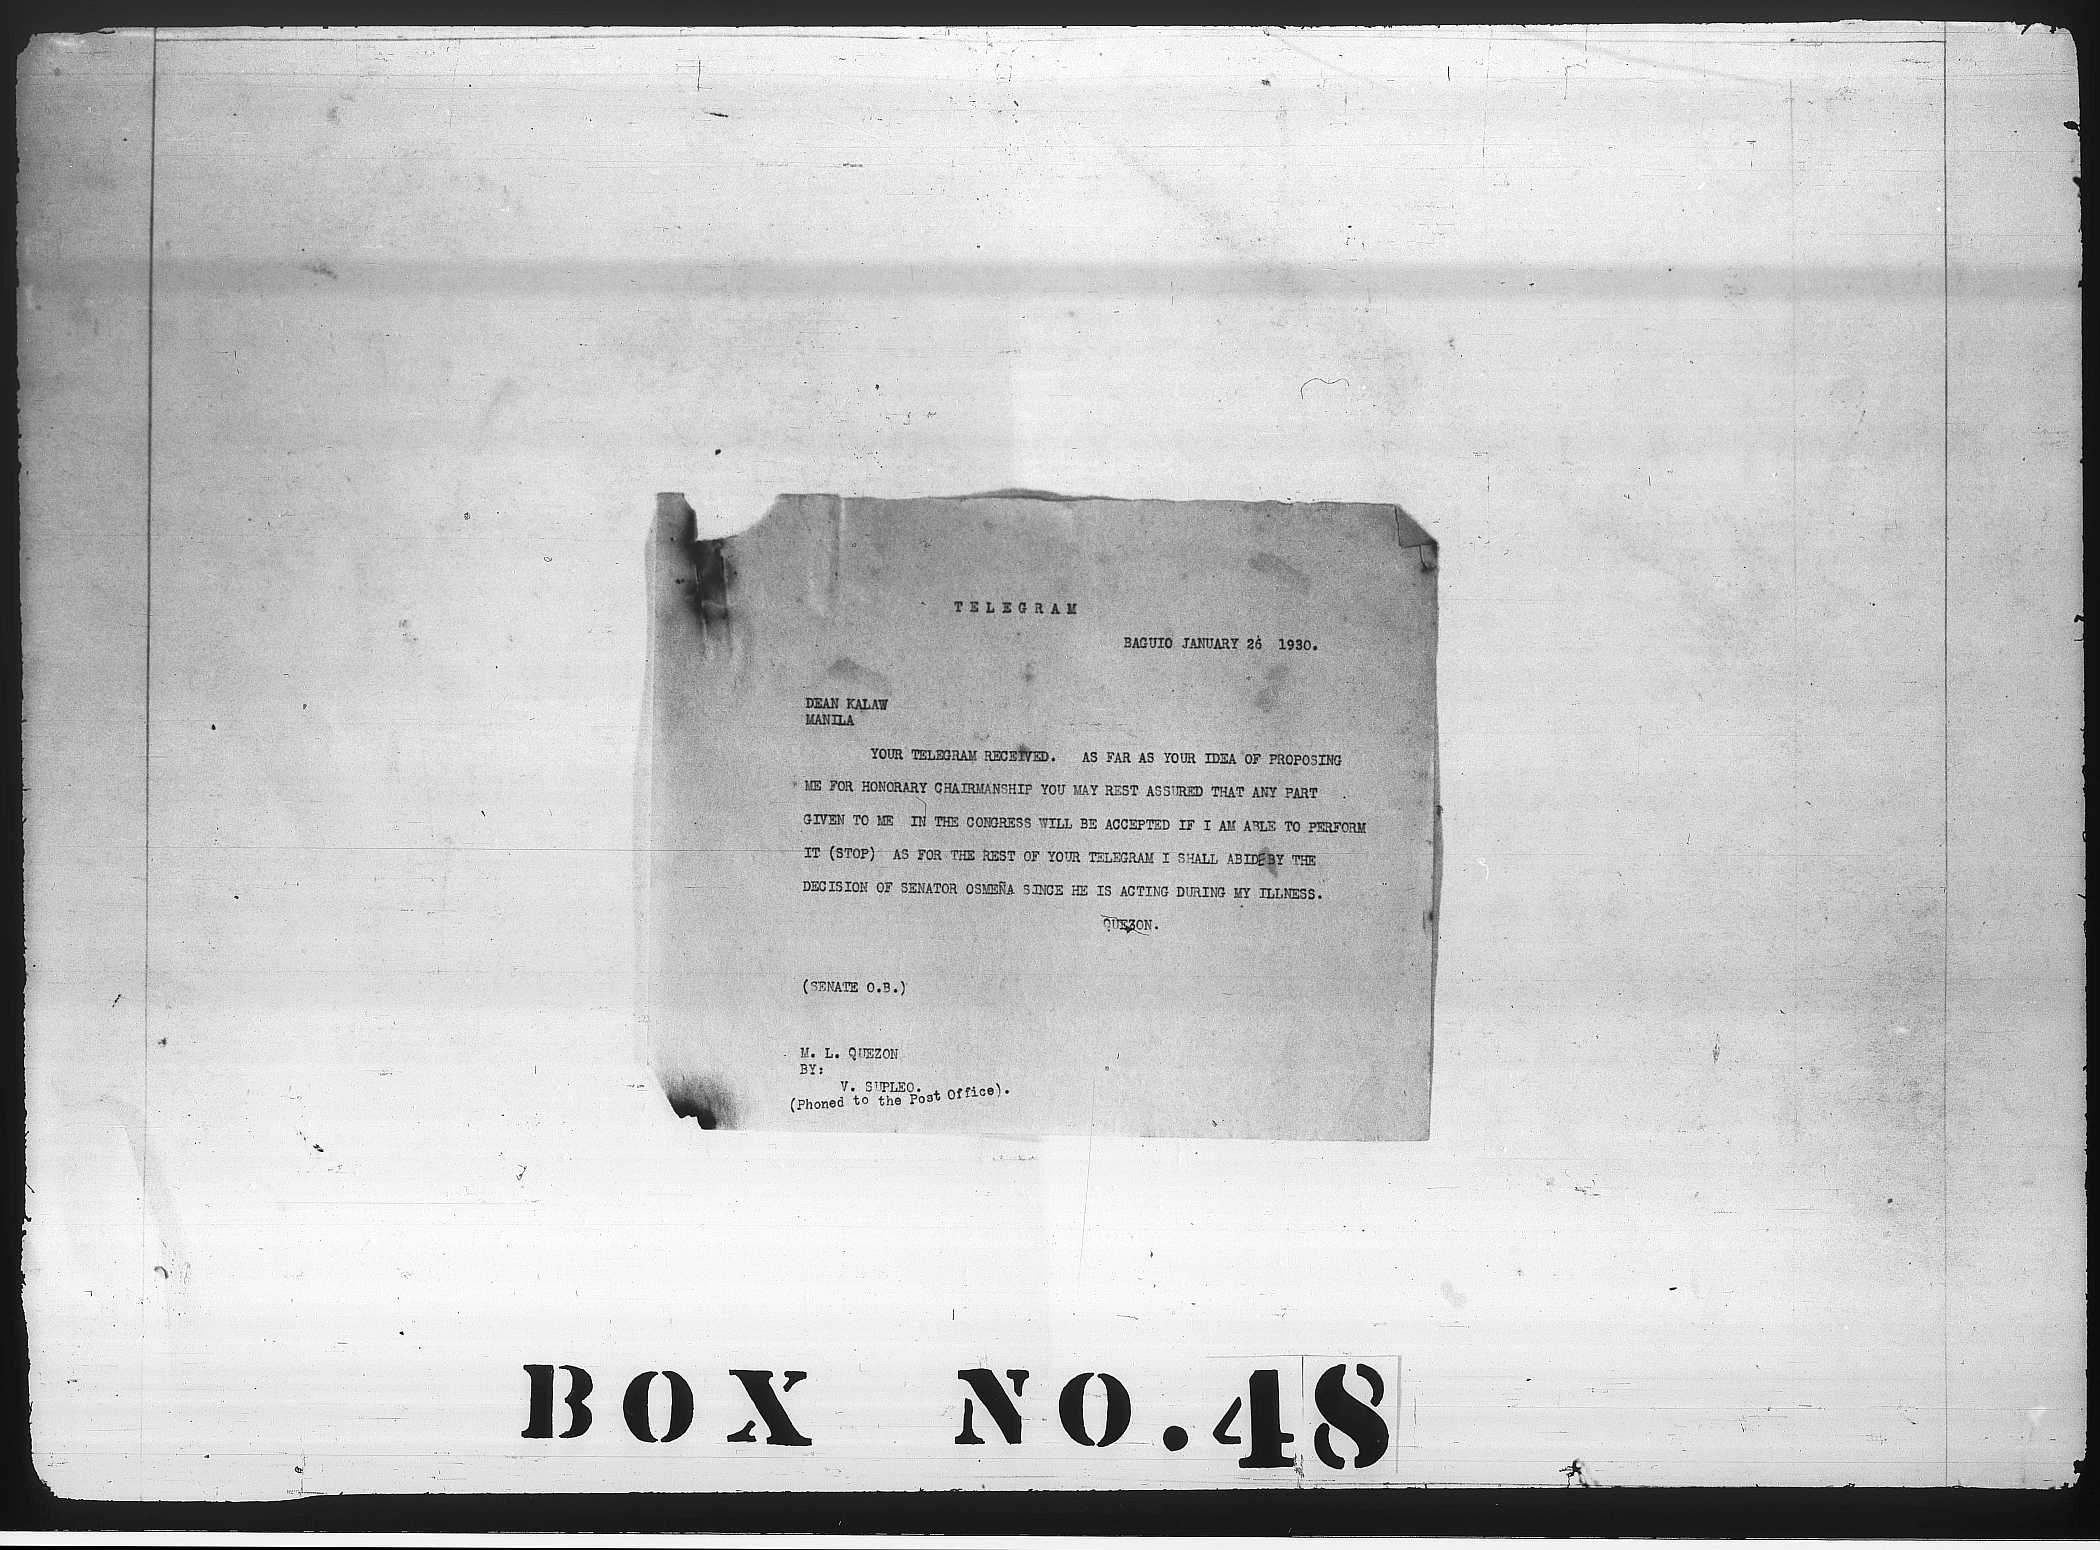 TELEGRAM
BAGUIO JANUARY 26 1930.
DEAN KALAW
MANILA
YOUR TELEGRAM RECEIVED. AS FAR AS YOUR IDEA OF PROPOSING
ME FOR HONORARY CHAIRMANSHIP YOU MAY REST ASSURED THAT ANY PART
GIVEN TO ME IN THE CONGRESS WILL BE ACCEPTED IF I AM ABLE TO PERFORM
IT (STOP) AS FOR THE REST OF YOUR TELEGRAM I SHALL ABIDE BY THE
DECISION OF SENATOR OSMEÑA SINCE HE IS ACTING DURING MY ILLNESS.
QUEZON.
(SENATE O.B.)
M. L. QUEZON
BY:
V. SUPLEO.
(Phoned to the Post Office).
BOX NO. 48